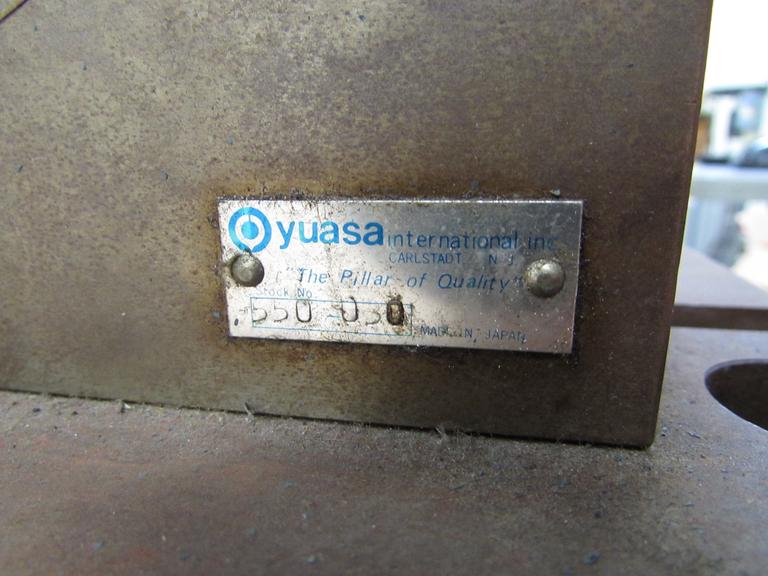 yuasa international, inc
CARLSTADT N J
"The Pillar of Quality"
Stock No
550-030
MADE IN JAPAN